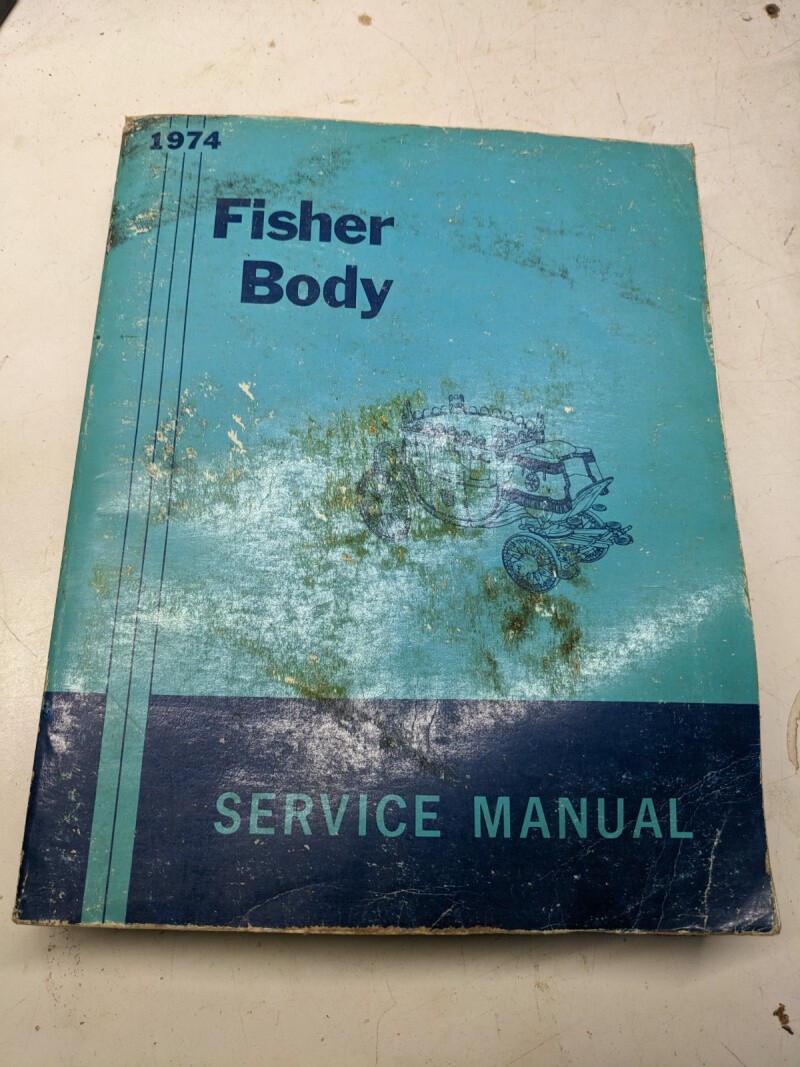 1974
Fisher
Body
SERVICE MANUAL